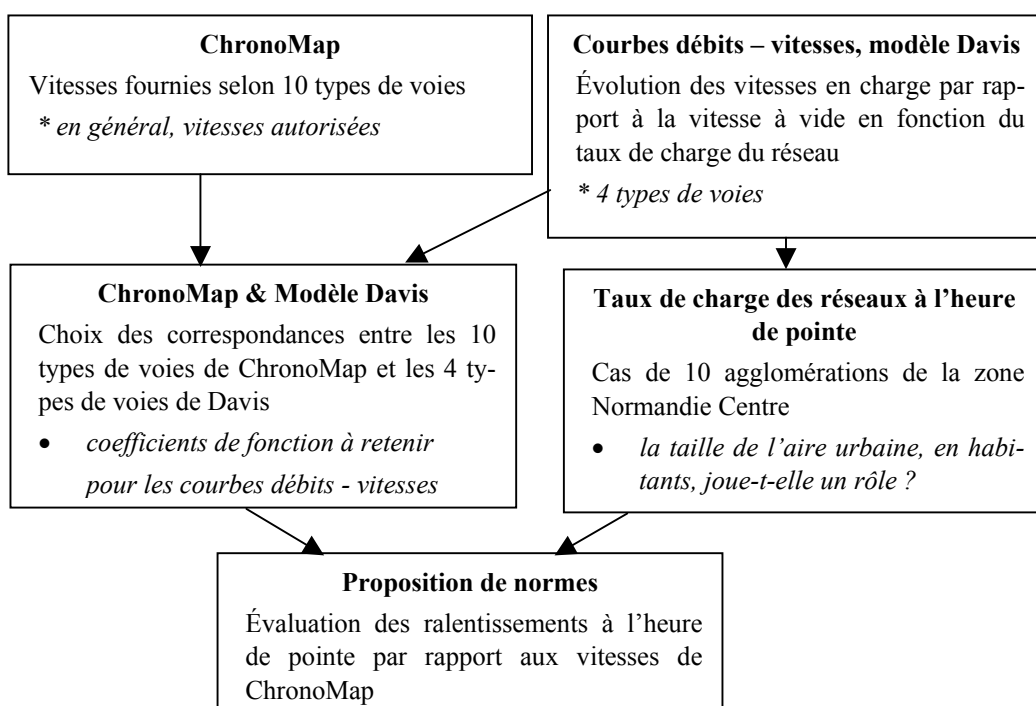 ChronoMap
Vitesses fournies selon 10 types de voies
* en général, vitesses autorisées
Courbes débits – vitesses, modèle Davis
Évolution des vitesses en charge par rap-
port à la vitesse à vide en fonction du
taux de charge du réseau
* 4 types de voies
ChronoMap & Modèle Davis
Choix des correspondances entre les 10
types de voies de ChronoMap et les 4 ty-
pes de voies de Davis
• coefficients de fonction à retenir
pour les courbes débits - vitesses
Taux de charge des réseaux à l’heure
de pointe
Cas de 10 agglomérations de la zone
Normandie Centre
• la taille de l’aire urbaine, en habi-
tants, joue-t-elle un rôle ?
Proposition de normes
Évaluation des ralentissements à l’heure
de pointe par rapport aux vitesses de
ChronoMap